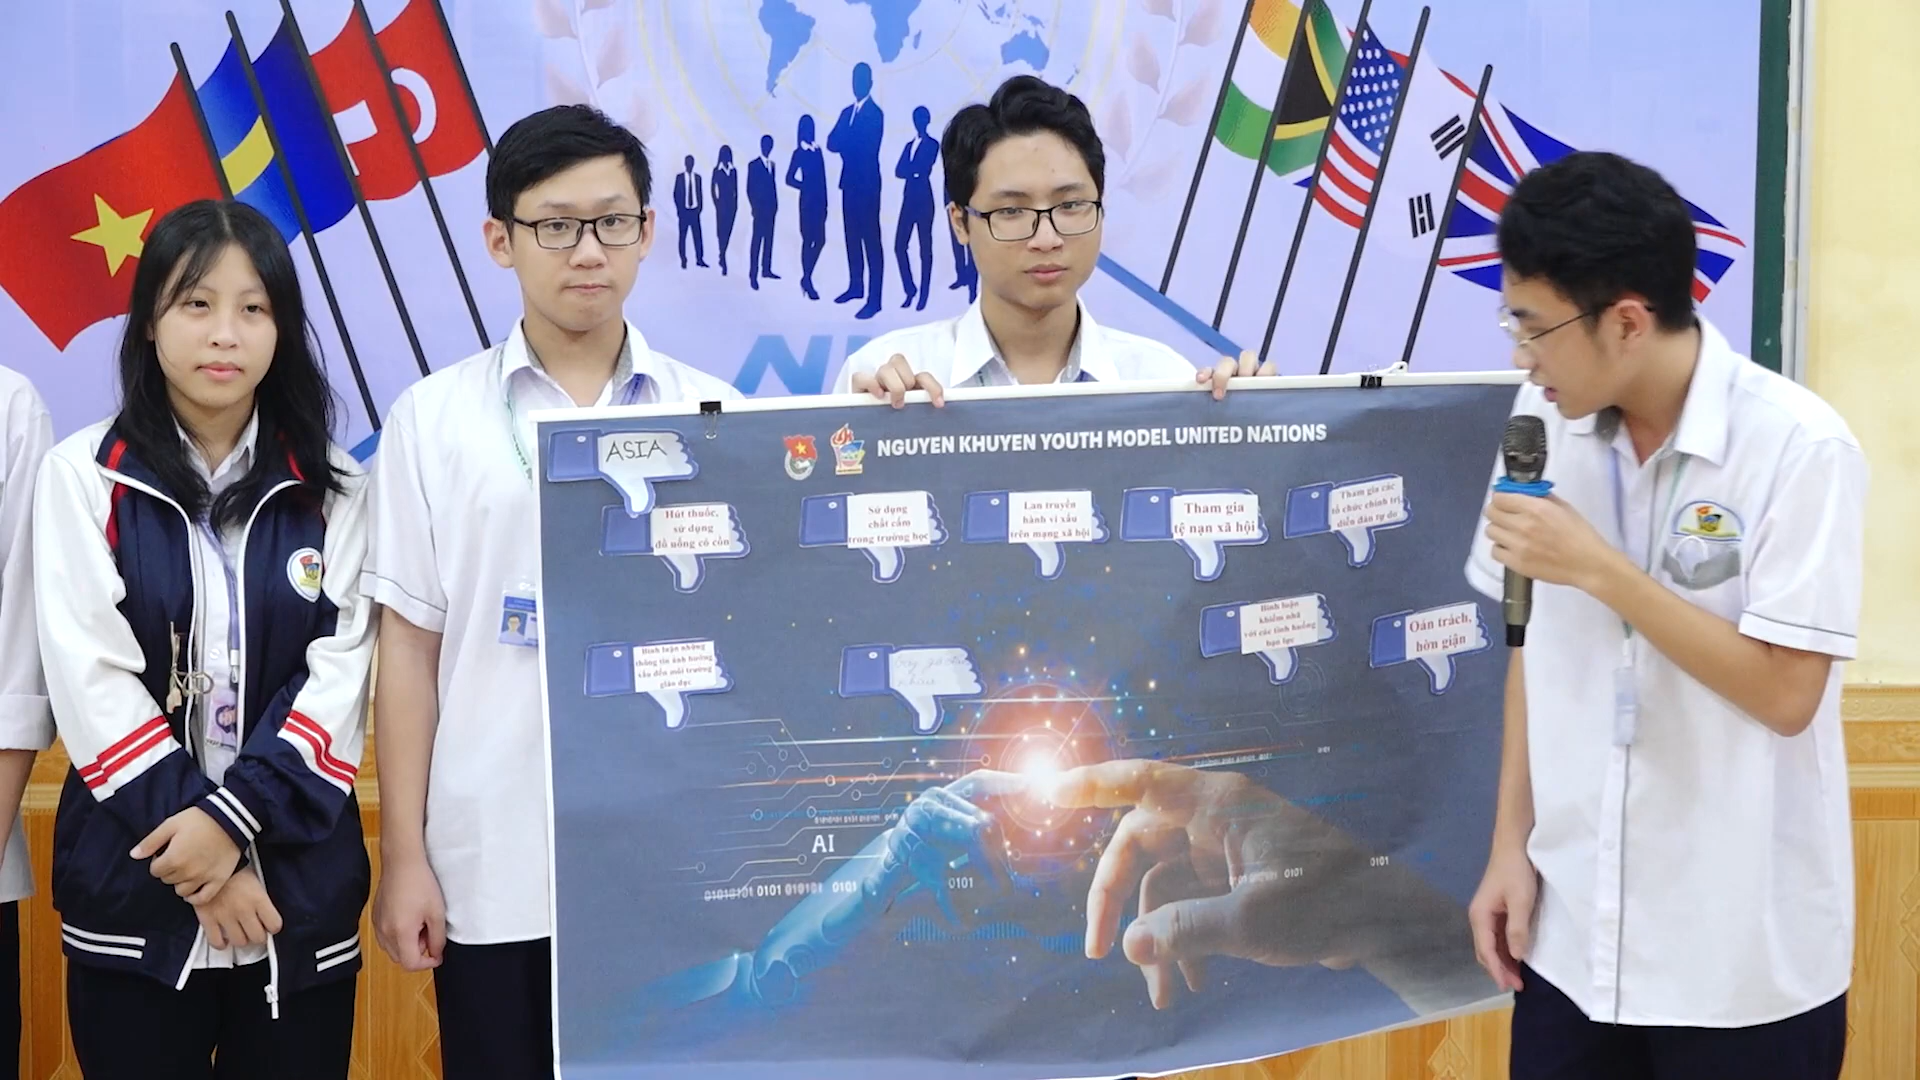 ASIA
NGUYEN KHUYEN YOUTH MODEL UNITED NATIONS
Hút thuốc,
sử dụng
đồ uống có cồn
Sử dụng
chất cấm
trong trường học
Lan truyền
hành vi xấu
trên mạng xã hội
Tham gia
tệ nạn xã hội
Tham gia các
tổ chức chính trị,
diễn đàn tự do
Bình luận những
thông tin ảnh hưởng
xấu đến môi trường
giáo dục
Bình luận
khiếm nhã
với các tình huống
bạo lực
Oán trách,
hờn giận
AI
01010101 0101 010101 0101
0101
0101
0101